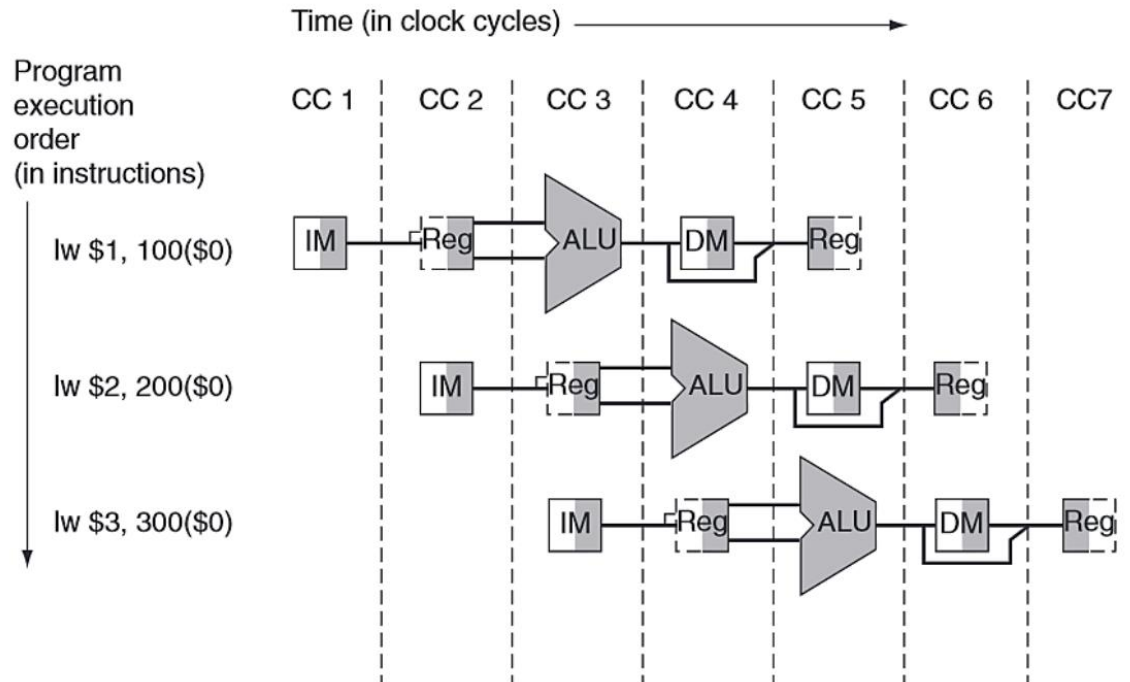 Time (in clock cycles)
Program
execution
order
(in instructions)
CC 1 CC 2 CC 3 CC 4 CC 5 CC 6 CC7
lw $1, 100($0)
IM Reg ALU DM Reg
lw $2, 200($0)
IM Reg ALU DM Reg
lw $3, 300($0)
IM Reg ALU DM Reg